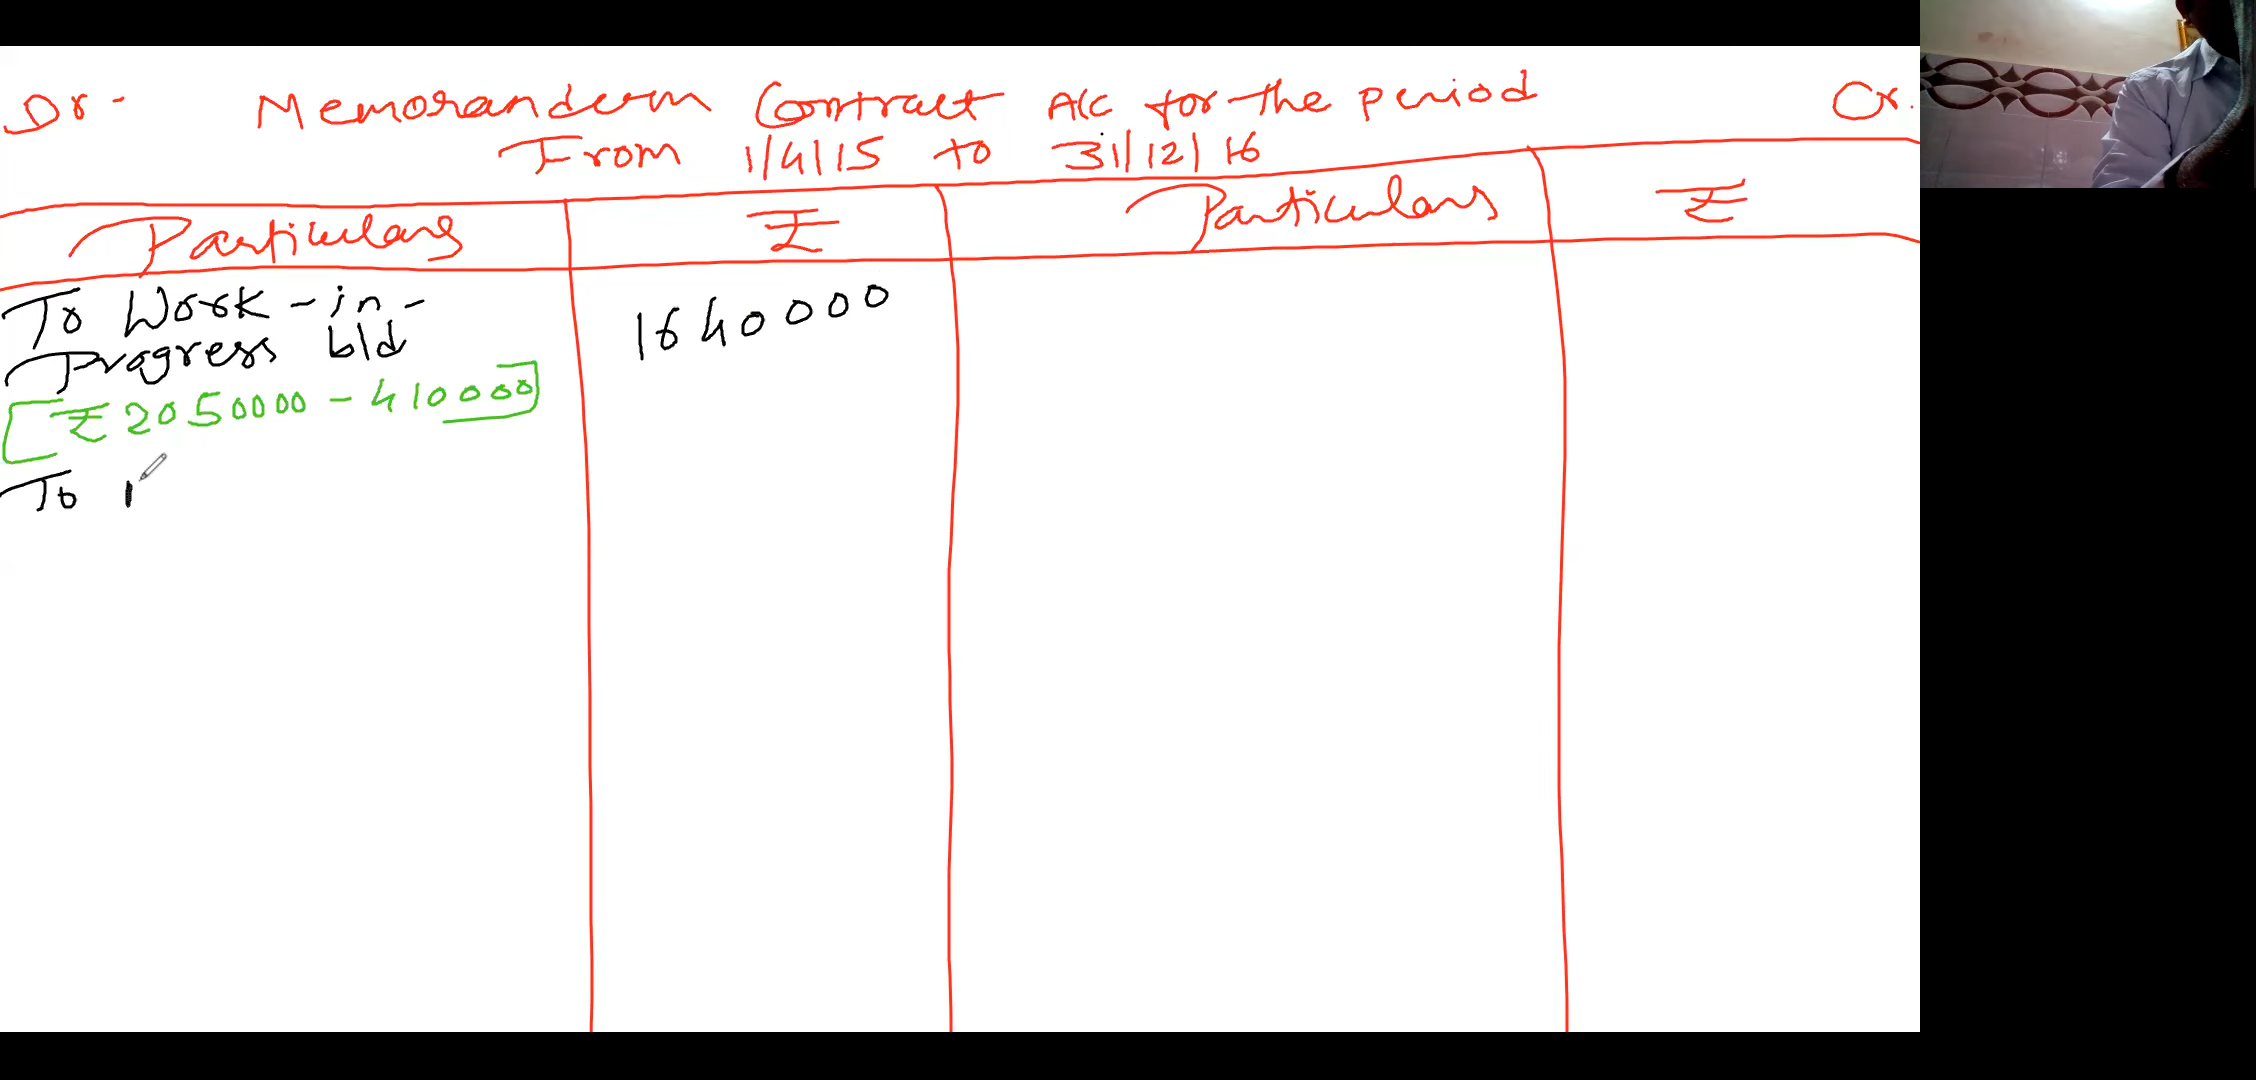 Dr. Memorandum Contract A/c for the period Cr.
From 1/4/15 to 31/12/16
Particulars ₹ Particulars ₹
To Work-in- 1640000
Progress b/d
[₹2050000 - 410000]
To